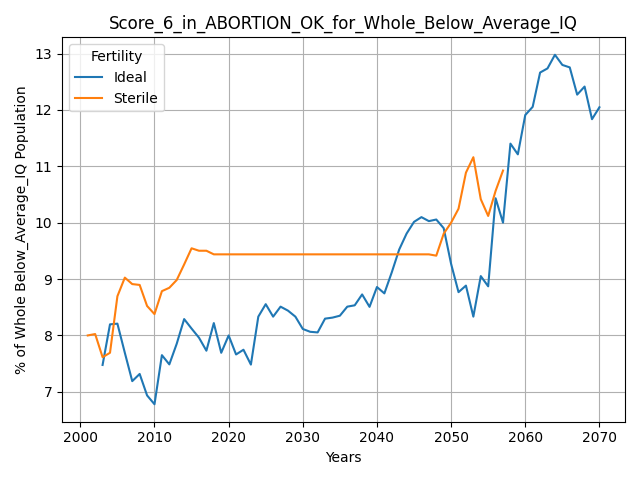 Score_6_in_ABORTION_OK_for_Whole_Below_Average_IQ
Fertility
Ideal
Sterile
% of Whole Below_Average_IQ Population
13
12
11
10
9
8
7
2000 2010 2020 2030 2040 2050 2060 2070
Years